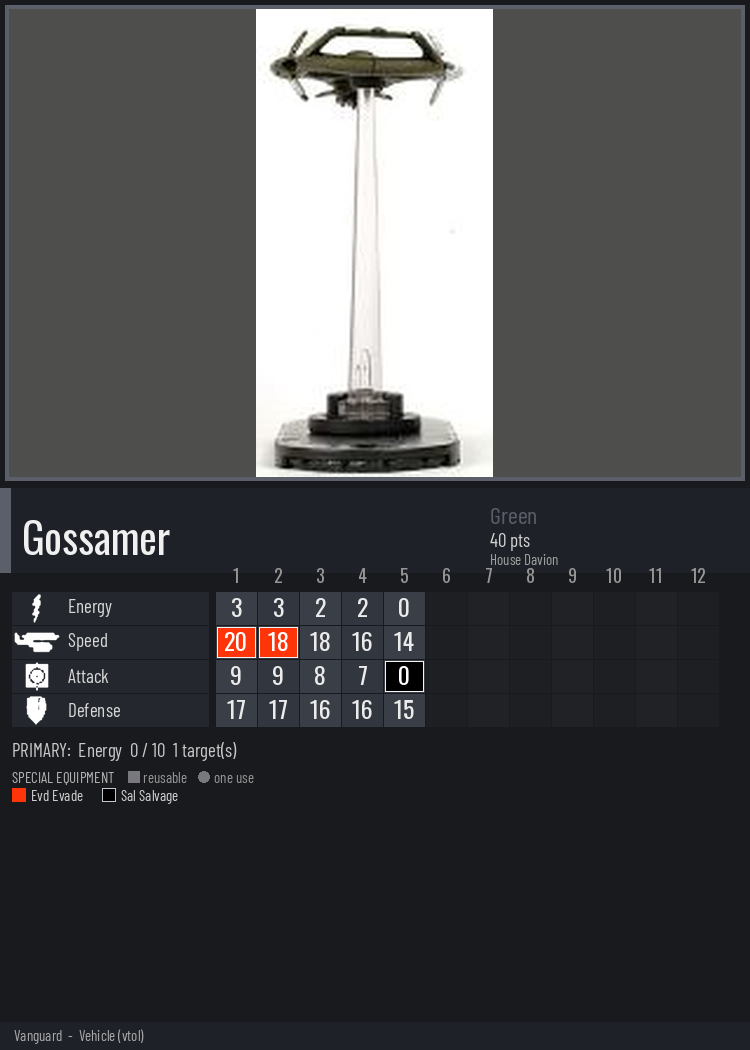 Gossamer
Green
40 pts
House Davion
1 2 3 4 5 6 7 8 9 10 11 12
Energy 3 3 2 2 0
Speed 20 18 18 16 14
Attack 9 9 8 7 0
Defense 17 17 16 16 15
PRIMARY: Energy 0 / 10 1 target(s)
SPECIAL EQUIPMENT reusable one use
Evd Evade Sal Salvage
Vanguard - Vehicle (vtol)